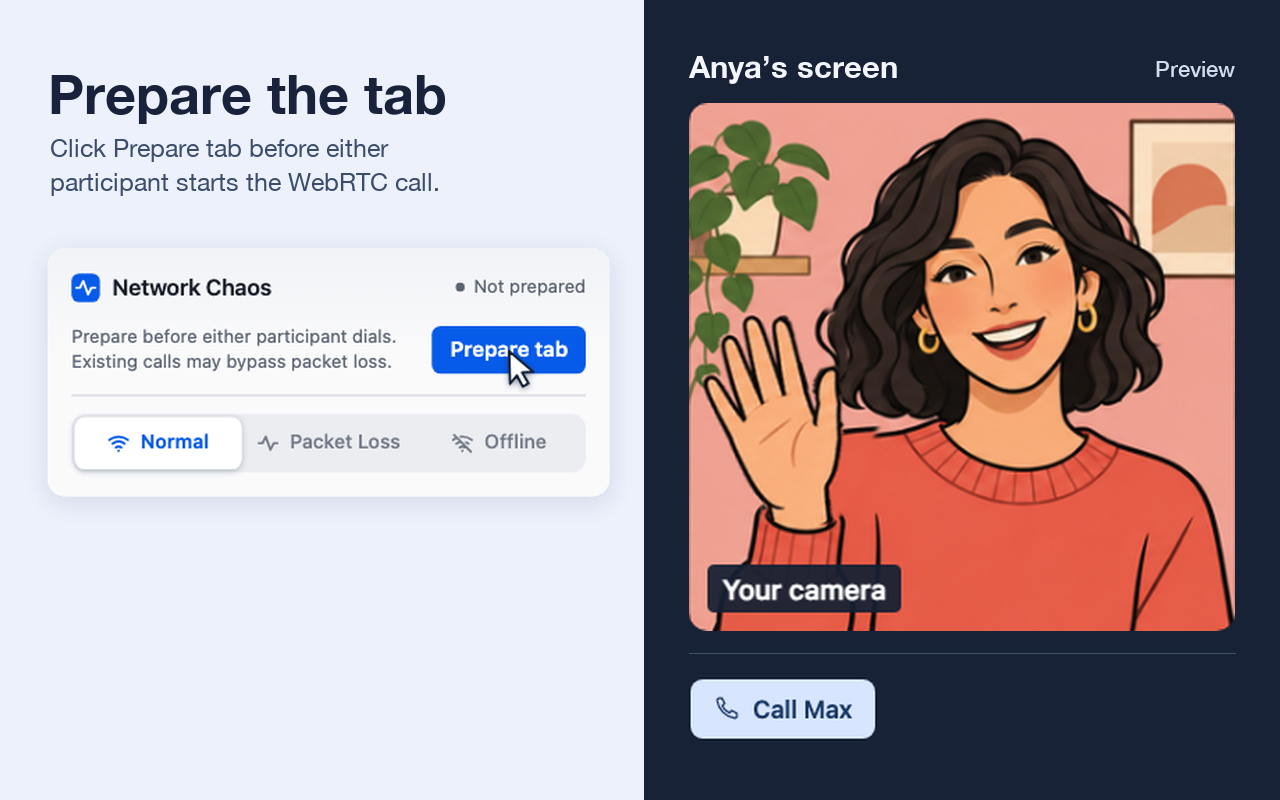 Prepare the tab
Click Prepare tab before either
participant starts the WebRTC call.
Network Chaos
Not prepared
Prepare before either participant dials.
Existing calls may bypass packet loss.
Prepare tab
Normal
Packet Loss
Offline
Anya’s screen
Preview
Your camera
Call Max